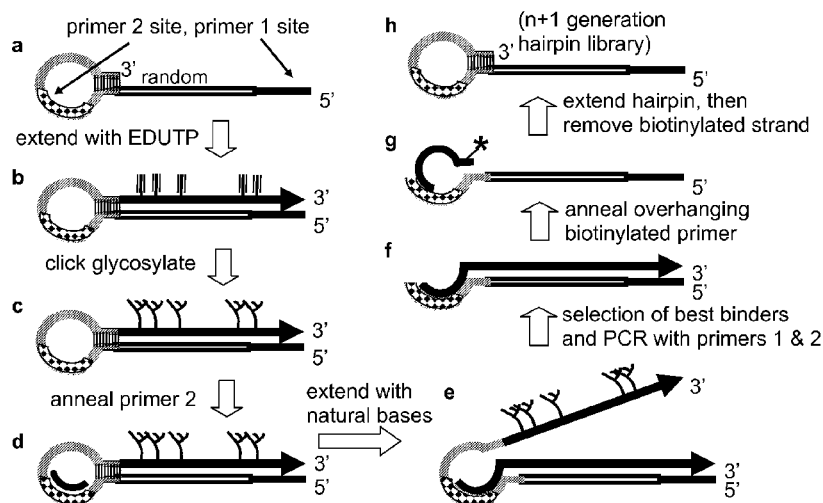 primer 2 site, primer 1 site
a
3'
random
5'
extend with EDUTP
b
3'
5'
click glycosylate
c
3'
5'
anneal primer 2
d
3'
5'
extend with
natural bases
e
3'
3'
5'
selection of best binders
and PCR with primers 1 & 2
f
3'
5'
anneal overhanging
biotinylated primer
g
*
5'
extend hairpin, then
remove biotinylated strand
h
(n+1 generation
hairpin library)
3'
5'